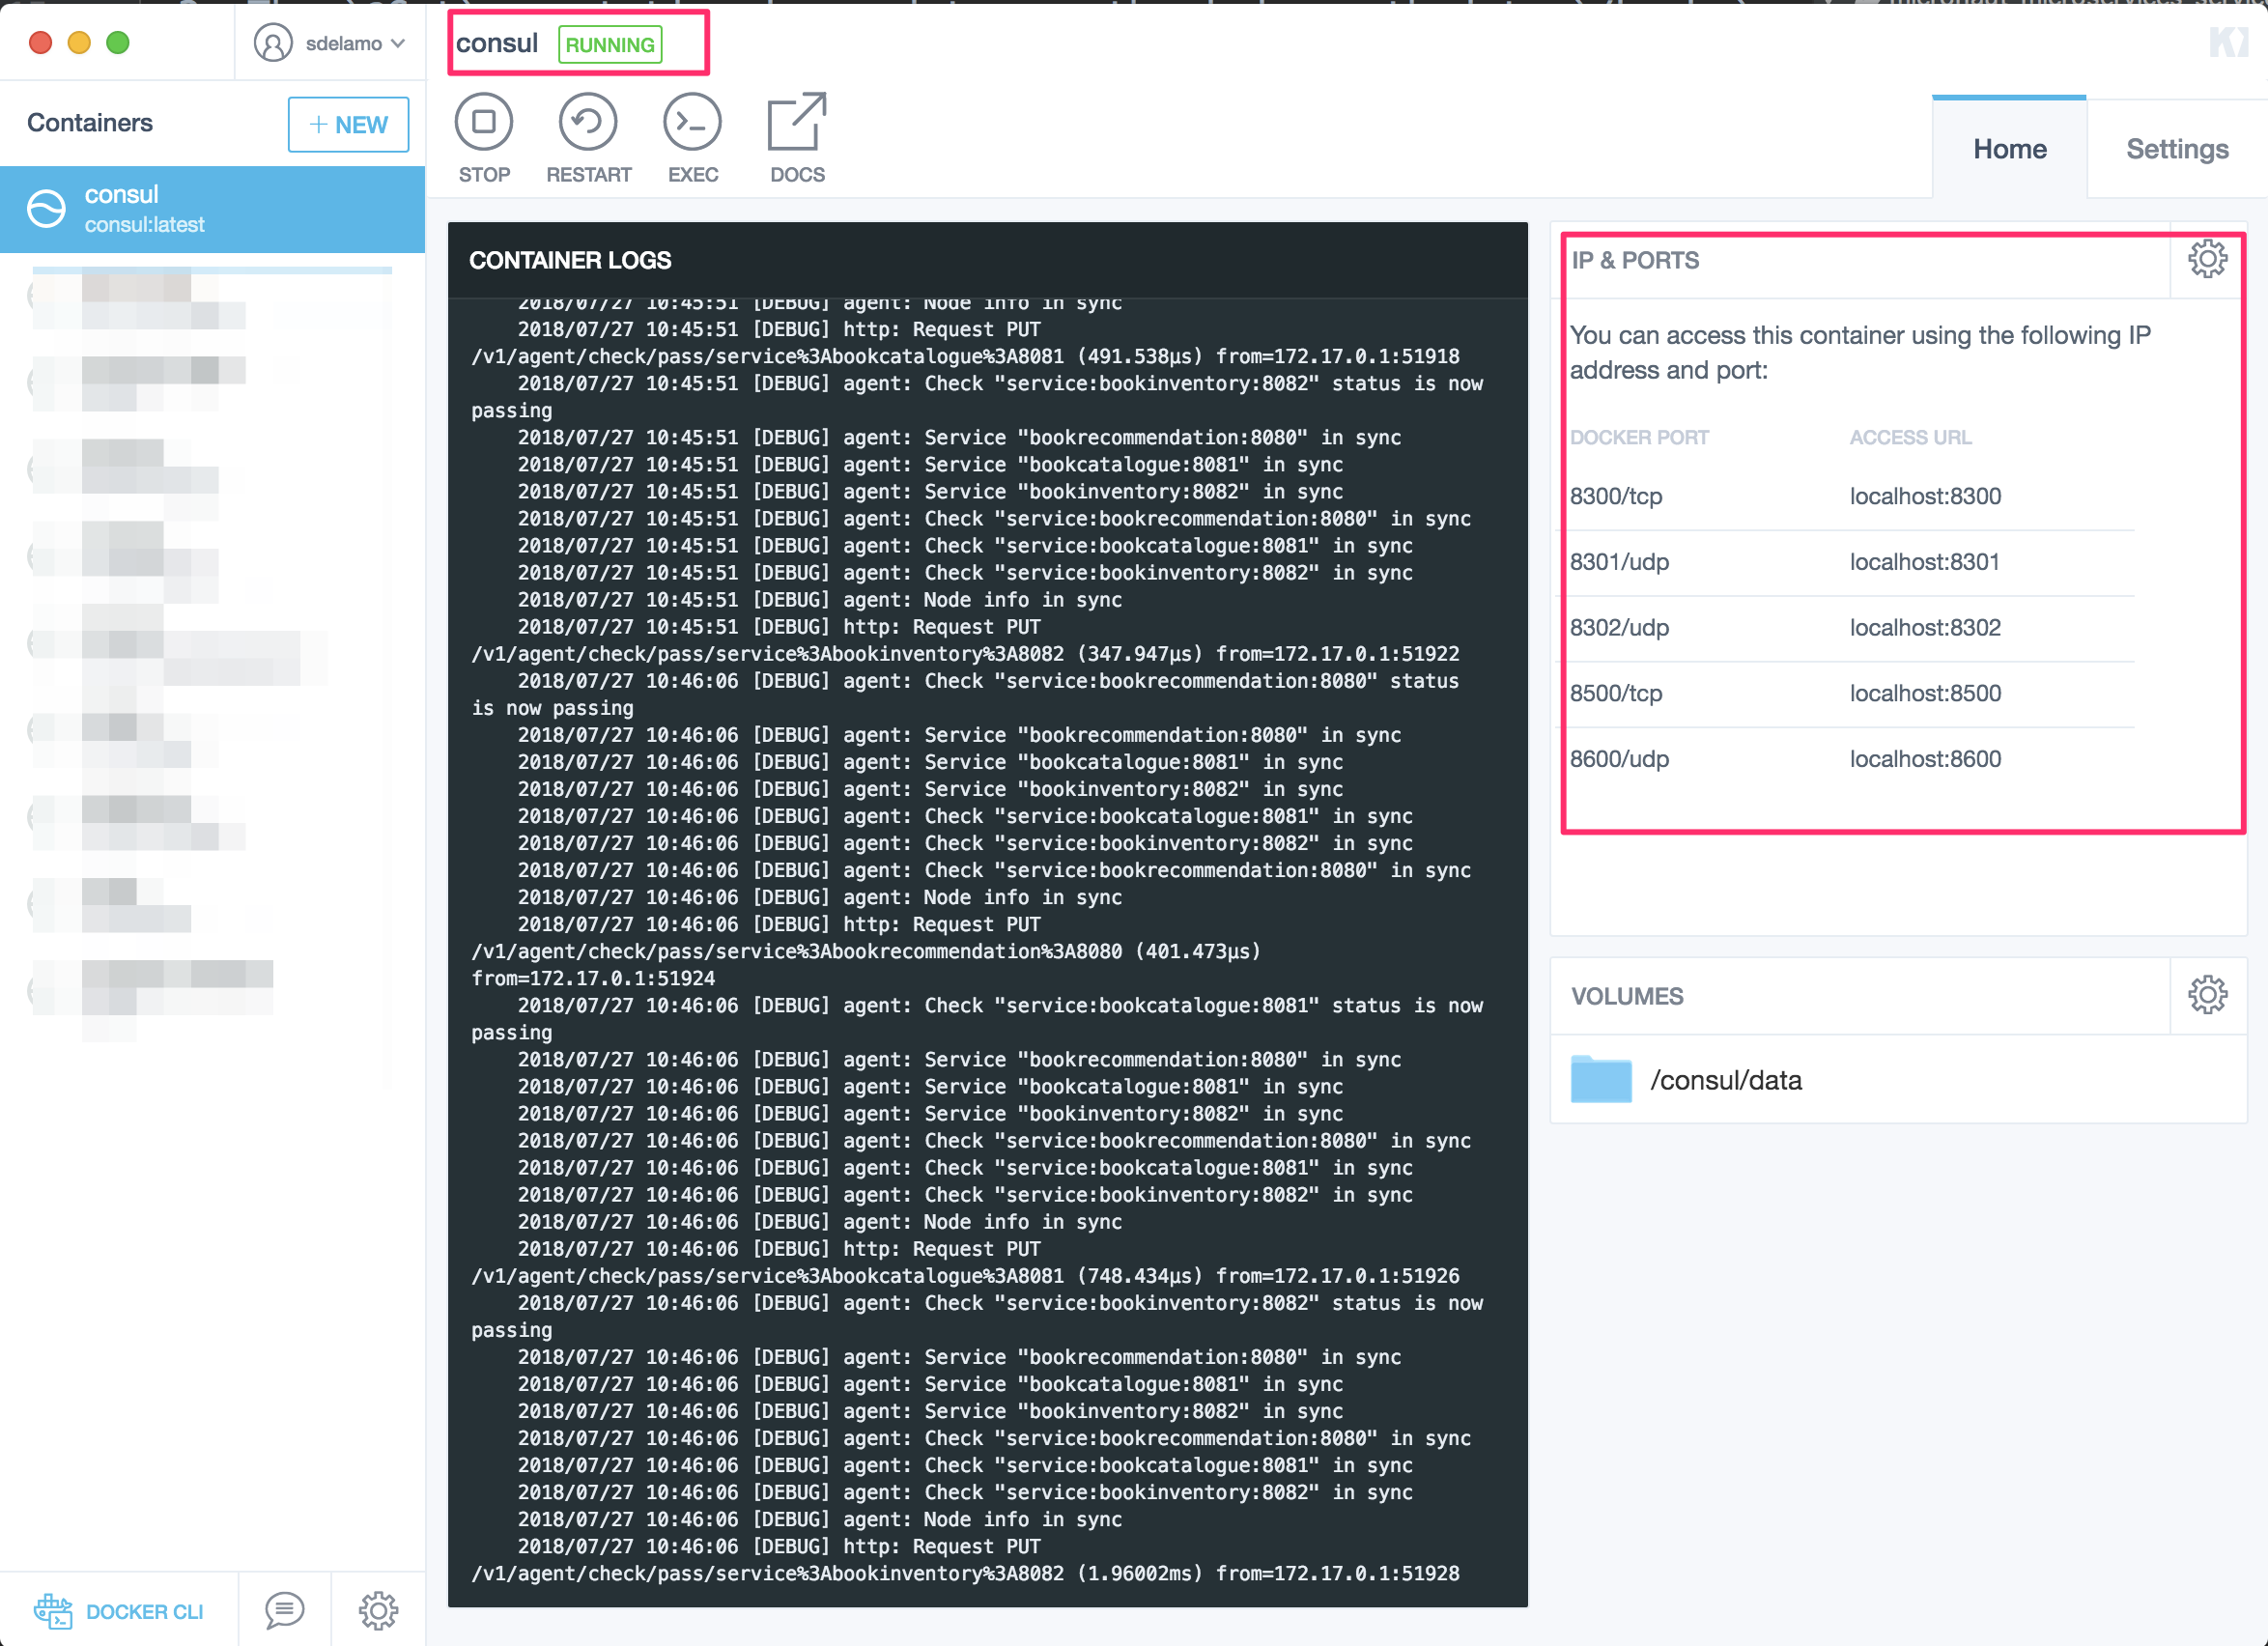 sdelamo
consul RUNNING
Containers
+ NEW
STOP RESTART EXEC DOCS
Home Settings
consul
consul:latest
CONTAINER LOGS
2018/07/27 10:45:51 [DEBUG] agent: Node info in sync
2018/07/27 10:45:51 [DEBUG] http: Request PUT
/v1/agent/check/pass/service%3Abookcatalogue%3A8081 (491.538µs) from=172.17.0.1:51918
2018/07/27 10:45:51 [DEBUG] agent: Check "service:bookinventory:8082" status is now
passing
2018/07/27 10:45:51 [DEBUG] agent: Service "bookrecommendation:8080" in sync
2018/07/27 10:45:51 [DEBUG] agent: Service "bookcatalogue:8081" in sync
2018/07/27 10:45:51 [DEBUG] agent: Service "bookinventory:8082" in sync
2018/07/27 10:45:51 [DEBUG] agent: Check "service:bookrecommendation:8080" in sync
2018/07/27 10:45:51 [DEBUG] agent: Check "service:bookcatalogue:8081" in sync
2018/07/27 10:45:51 [DEBUG] agent: Check "service:bookinventory:8082" in sync
2018/07/27 10:45:51 [DEBUG] agent: Node info in sync
2018/07/27 10:45:51 [DEBUG] http: Request PUT
/v1/agent/check/pass/service%3Abookinventory%3A8082 (347.947µs) from=172.17.0.1:51922
2018/07/27 10:46:06 [DEBUG] agent: Check "service:bookrecommendation:8080" status
is now passing
2018/07/27 10:46:06 [DEBUG] agent: Service "bookrecommendation:8080" in sync
2018/07/27 10:46:06 [DEBUG] agent: Service "bookcatalogue:8081" in sync
2018/07/27 10:46:06 [DEBUG] agent: Service "bookinventory:8082" in sync
2018/07/27 10:46:06 [DEBUG] agent: Check "service:bookcatalogue:8081" in sync
2018/07/27 10:46:06 [DEBUG] agent: Check "service:bookinventory:8082" in sync
2018/07/27 10:46:06 [DEBUG] agent: Check "service:bookrecommendation:8080" in sync
2018/07/27 10:46:06 [DEBUG] agent: Node info in sync
2018/07/27 10:46:06 [DEBUG] http: Request PUT
/v1/agent/check/pass/service%3Abookrecommendation%3A8080 (401.473µs)
from=172.17.0.1:51924
2018/07/27 10:46:06 [DEBUG] agent: Check "service:bookcatalogue:8081" status is now
passing
2018/07/27 10:46:06 [DEBUG] agent: Service "bookrecommendation:8080" in sync
2018/07/27 10:46:06 [DEBUG] agent: Service "bookcatalogue:8081" in sync
2018/07/27 10:46:06 [DEBUG] agent: Service "bookinventory:8082" in sync
2018/07/27 10:46:06 [DEBUG] agent: Check "service:bookrecommendation:8080" in sync
2018/07/27 10:46:06 [DEBUG] agent: Check "service:bookcatalogue:8081" in sync
2018/07/27 10:46:06 [DEBUG] agent: Check "service:bookinventory:8082" in sync
2018/07/27 10:46:06 [DEBUG] agent: Node info in sync
2018/07/27 10:46:06 [DEBUG] http: Request PUT
/v1/agent/check/pass/service%3Abookcatalogue%3A8081 (748.434µs) from=172.17.0.1:51926
2018/07/27 10:46:06 [DEBUG] agent: Check "service:bookinventory:8082" status is now
passing
2018/07/27 10:46:06 [DEBUG] agent: Service "bookrecommendation:8080" in sync
2018/07/27 10:46:06 [DEBUG] agent: Service "bookcatalogue:8081" in sync
2018/07/27 10:46:06 [DEBUG] agent: Service "bookinventory:8082" in sync
2018/07/27 10:46:06 [DEBUG] agent: Check "service:bookrecommendation:8080" in sync
2018/07/27 10:46:06 [DEBUG] agent: Check "service:bookcatalogue:8081" in sync
2018/07/27 10:46:06 [DEBUG] agent: Check "service:bookinventory:8082" in sync
2018/07/27 10:46:06 [DEBUG] agent: Node info in sync
2018/07/27 10:46:06 [DEBUG] http: Request PUT
/v1/agent/check/pass/service%3Abookinventory%3A8082 (1.96002ms) from=172.17.0.1:51928
IP & PORTS
You can access this container using the following IP
address and port:
DOCKER PORT ACCESS URL
8300/tcp localhost:8300
8301/udp localhost:8301
8302/udp localhost:8302
8500/tcp localhost:8500
8600/udp localhost:8600
VOLUMES
/consul/data
DOCKER CLI